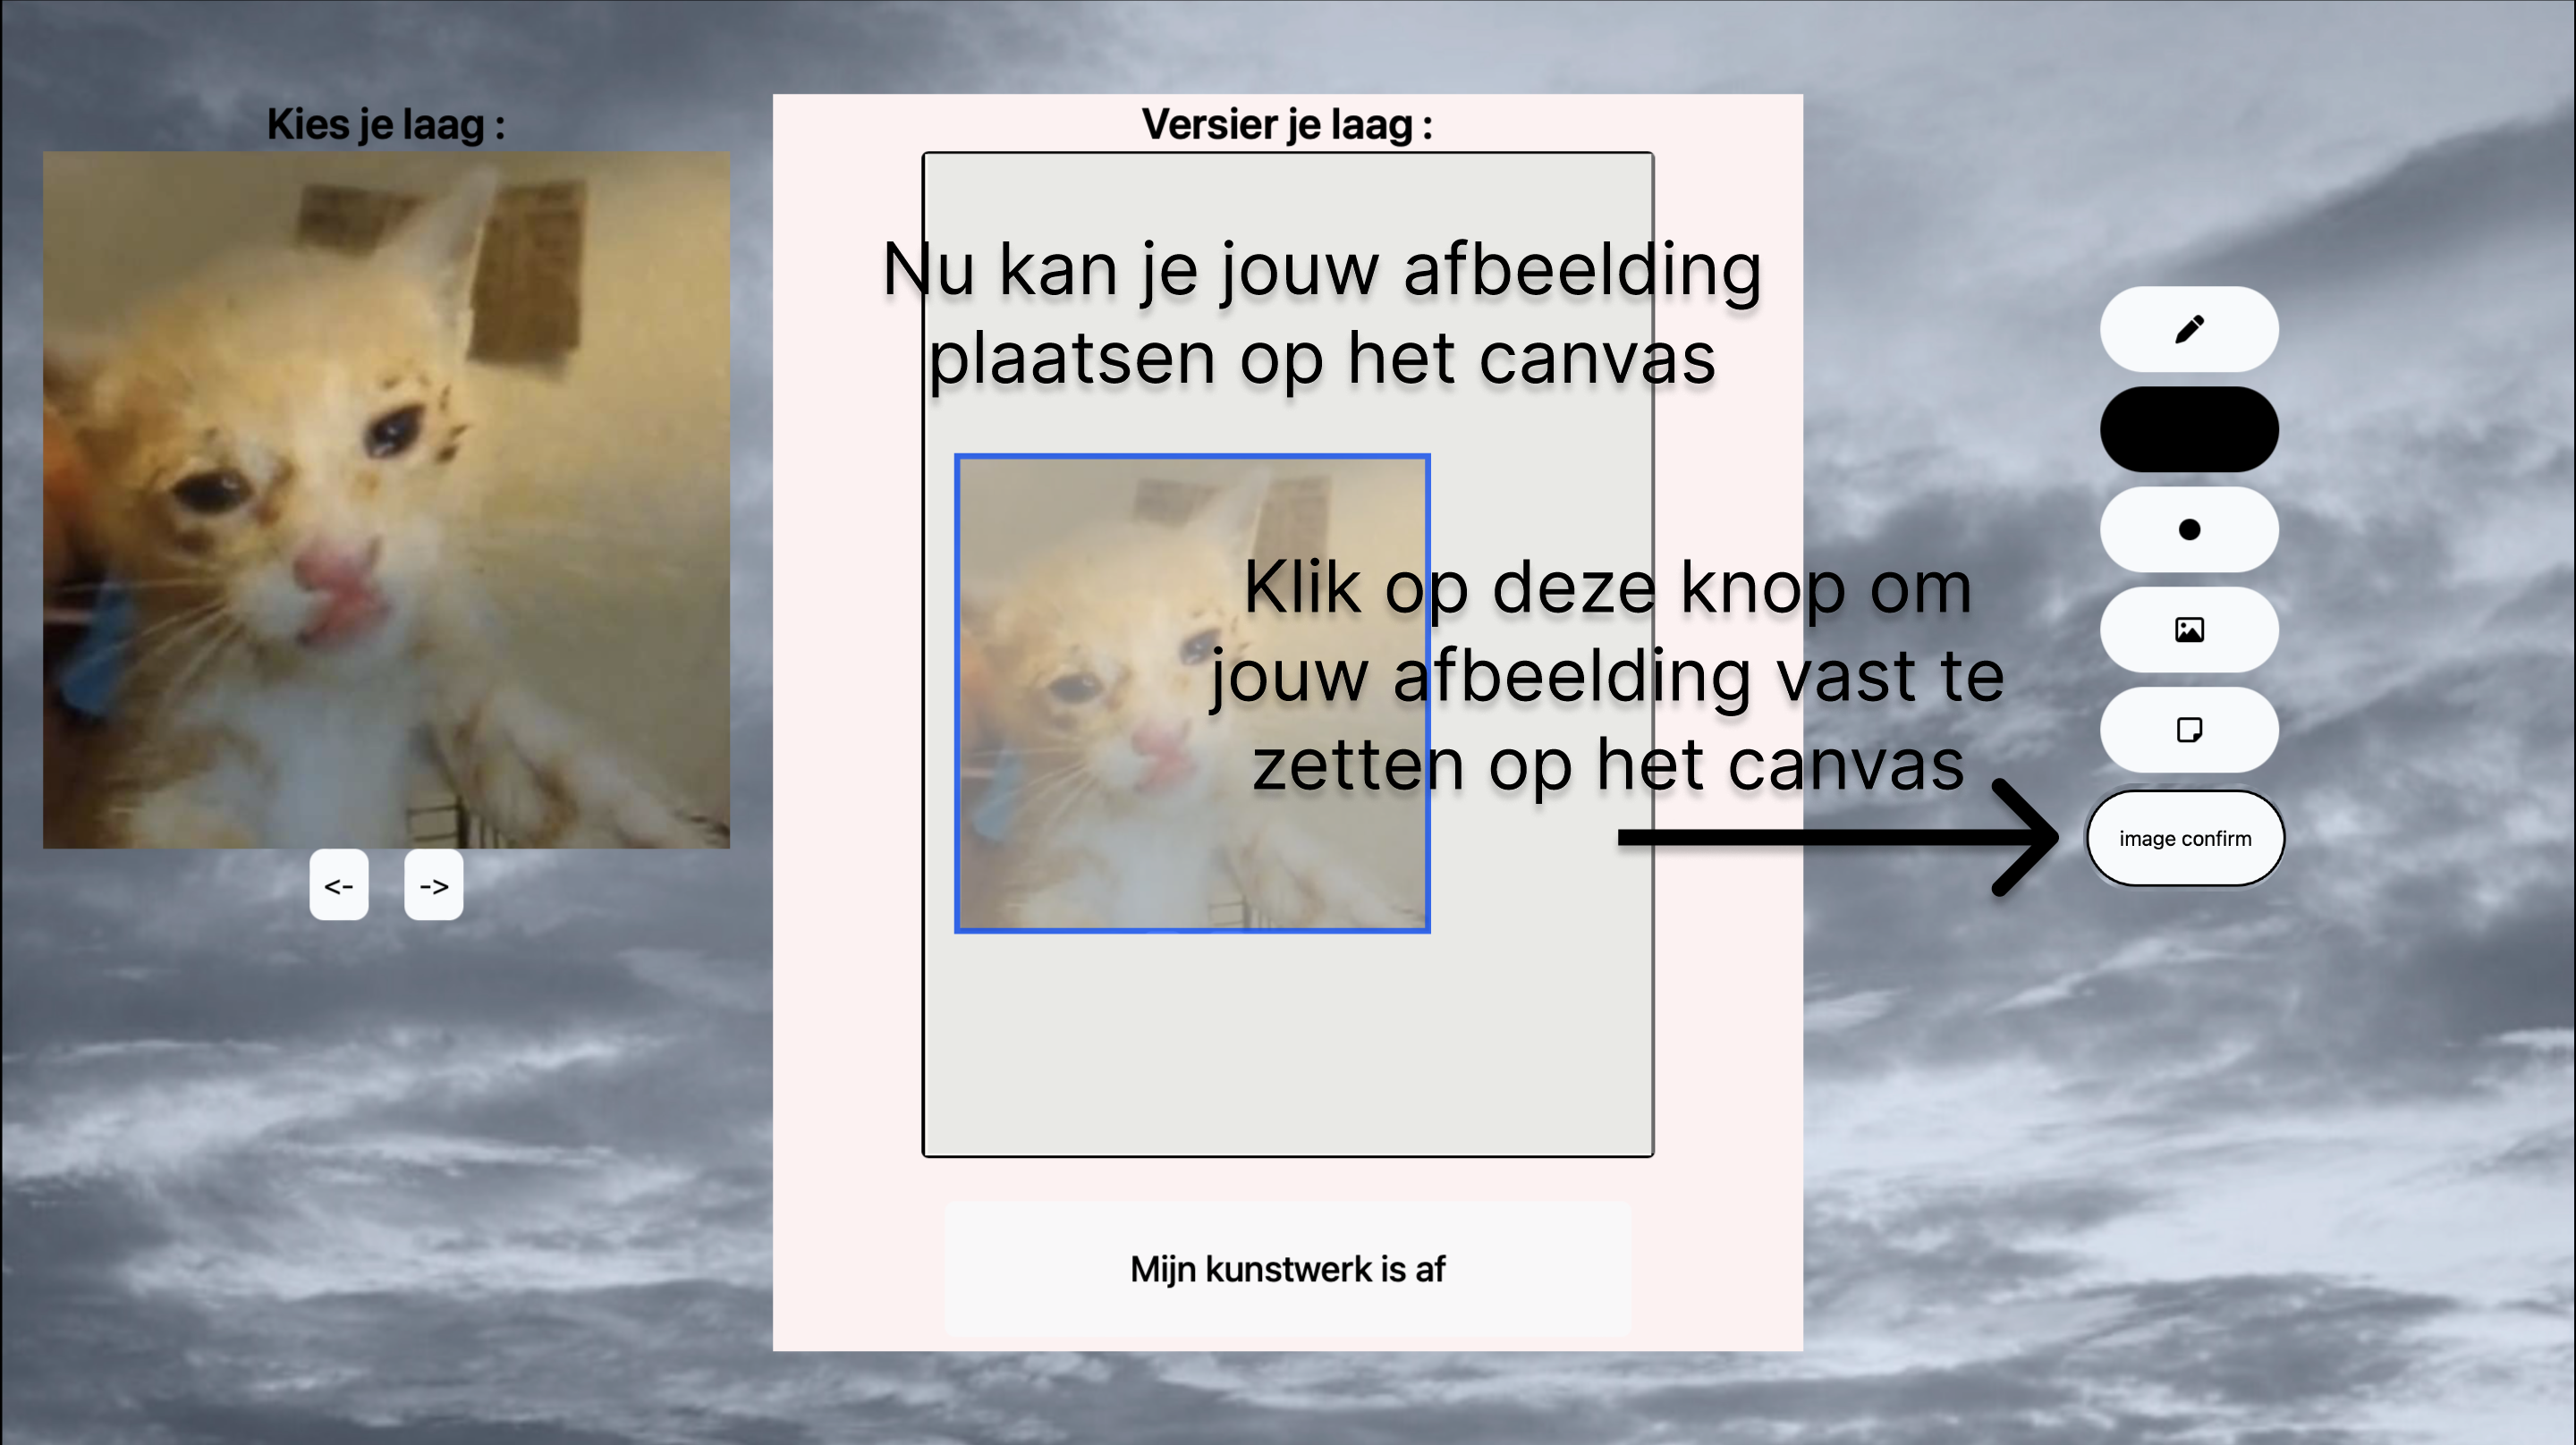 Kies je laag :
<-
->
Versier je laag :
Nu kan je jouw afbeelding
plaatsen op het canvas
Klik op deze knop om
jouw afbeelding vast te
zetten op het canvas
image confirm
Mijn kunstwerk is af